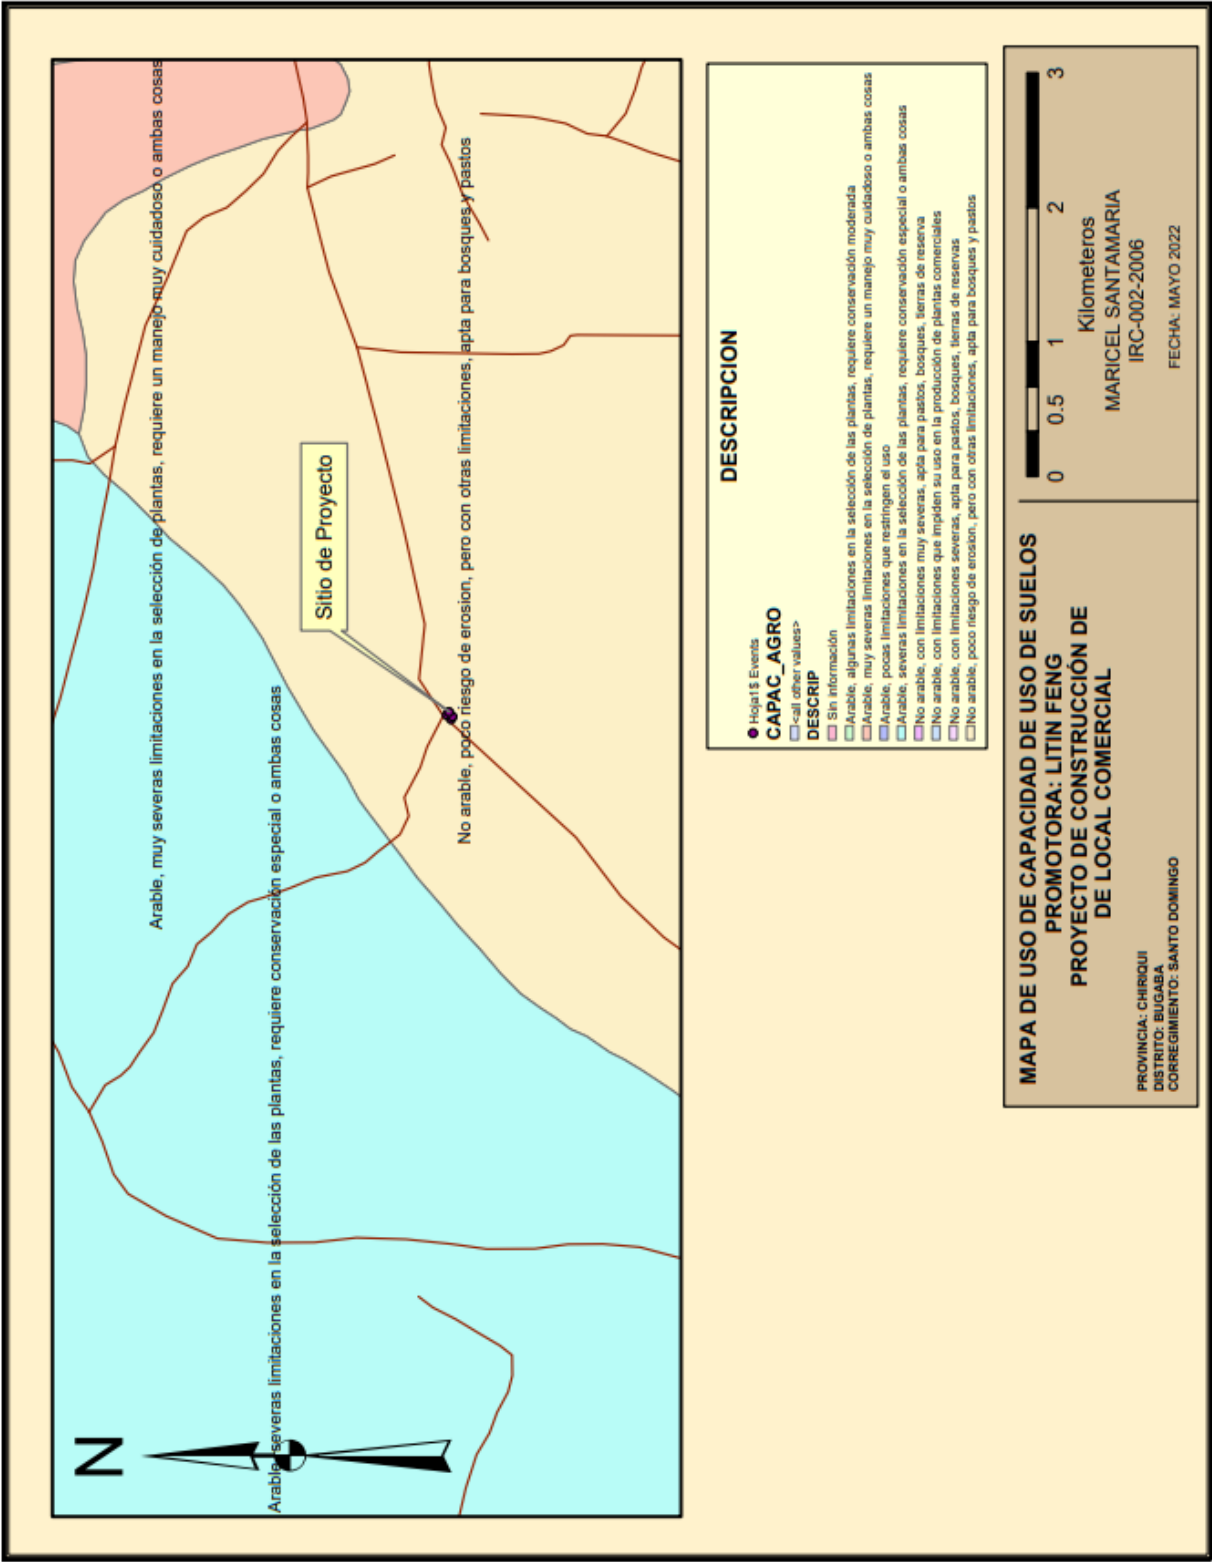 N
Arable, muy severas limitaciones en la selección de plantas, requiere un manejo muy cuidadoso o ambas cosas
Arable, severas limitaciones en la selección de las plantas, requiere conservación especial o ambas cosas
Sitio de Proyecto
No arable, poco riesgo de erosion, pero con otras limitaciones, apta para bosques y pastos
DESCRIPCION
Hoja1$ Events
CAPAC_AGRO
<all other values>
DESCRIP
Sin información
Arable, algunas limitaciones en la selección de las plantas, requiere conservación moderada
Arable, muy severas limitaciones en la selección de plantas, requiere un manejo muy cuidadoso o ambas cosas
Arable, pocas limitaciones que restringen el uso
Arable, severas limitaciones en la selección de las plantas, requiere conservación especial o ambas cosas
No arable, con limitaciones muy severas, apta para pastos, bosques, tierras de reserva
No arable, con limitaciones que impiden su uso en la producción de plantas comerciales
No arable, con limitaciones severas, apta para pastos, bosques, tierras de reservas
No arable, poco riesgo de erosion, pero con otras limitaciones, apta para bosques y pastos
MAPA DE USO DE CAPACIDAD DE USO DE SUELOS
PROMOTORA: LITIN FENG
PROYECTO DE CONSTRUCCIÓN DE
DE LOCAL COMERCIAL
PROVINCIA: CHIRIQUI
DISTRITO: BUGABA
CORREGIMIENTO: SANTO DOMINGO
0 0.5 1 2 3
Kilometeros
MARICEL SANTAMARIA
IRC-002-2006
FECHA: MAYO 2022